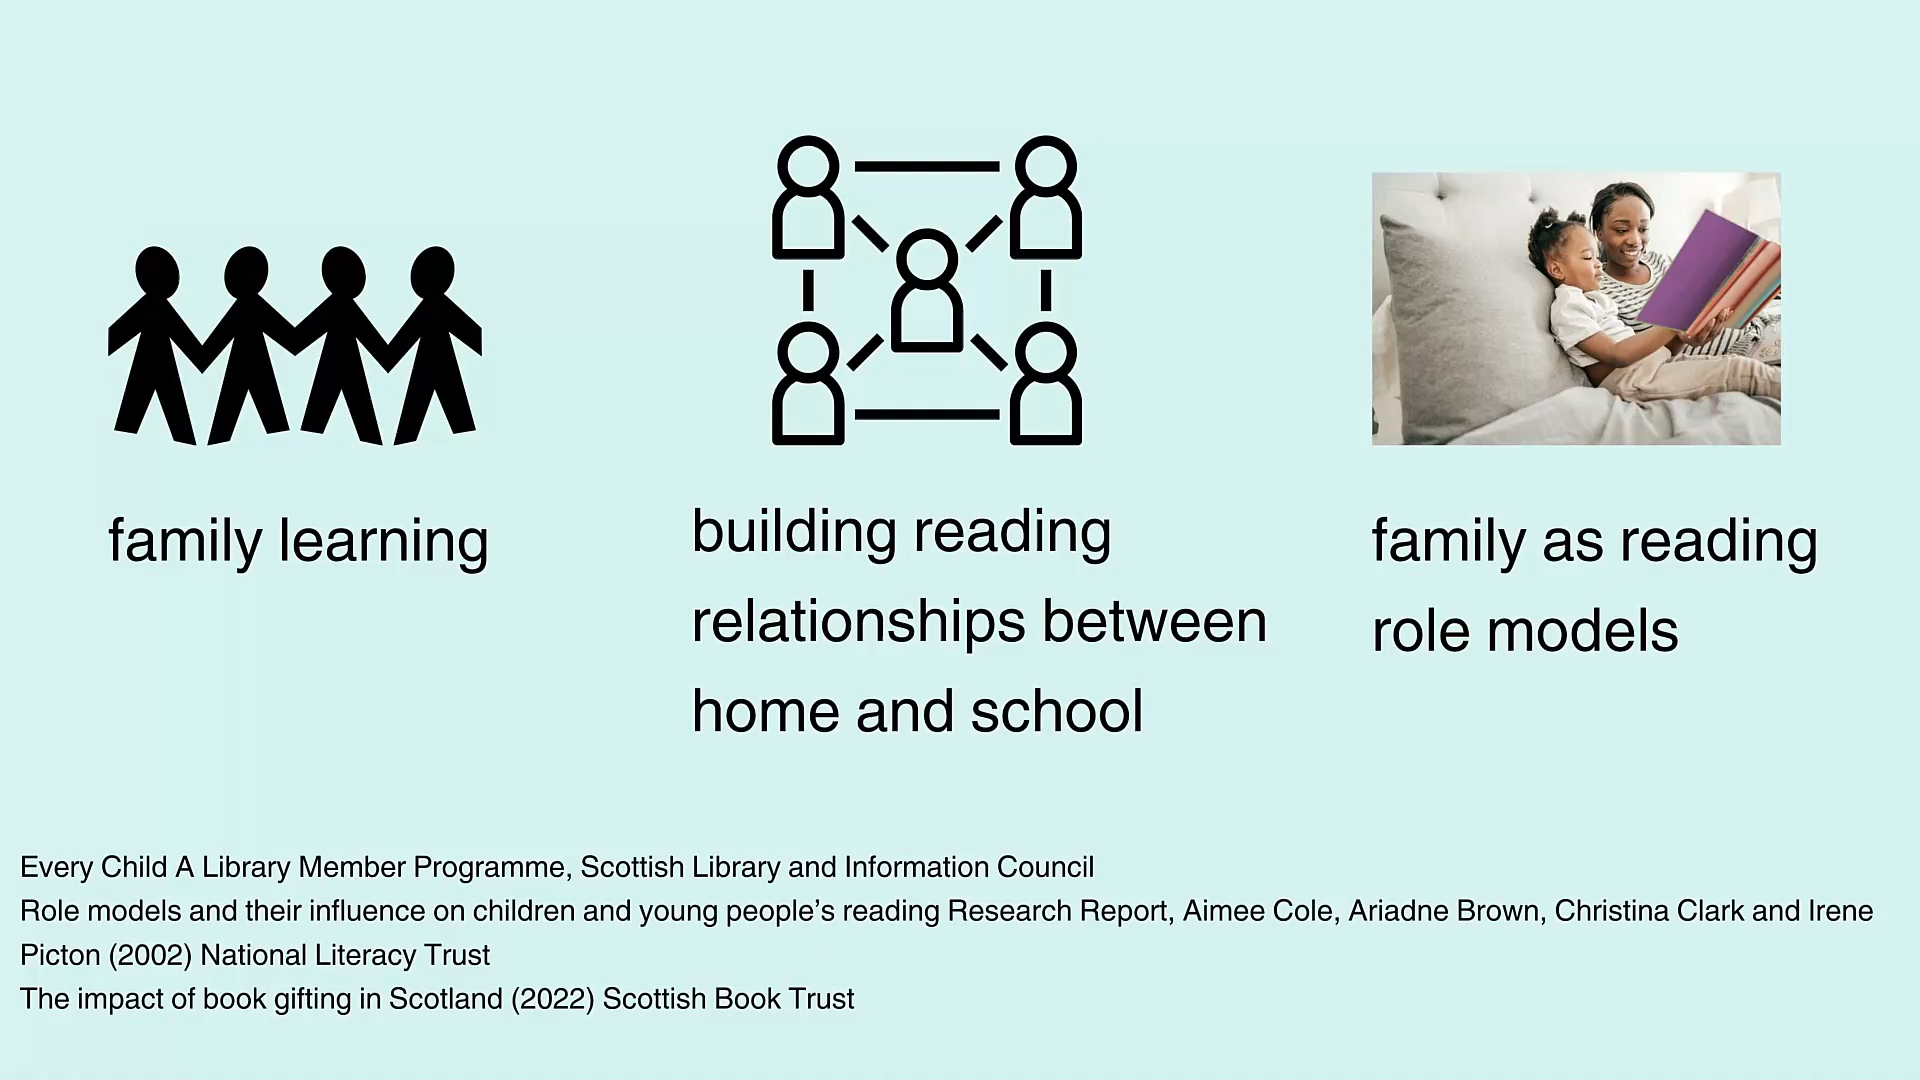 family learning
building reading
relationships between
home and school
family as reading
role models
Every Child A Library Member Programme, Scottish Library and Information Council
Role models and their influence on children and young people’s reading Research Report, Aimee Cole, Ariadne Brown, Christina Clark and Irene
Picton (2002) National Literacy Trust
The impact of book gifting in Scotland (2022) Scottish Book Trust